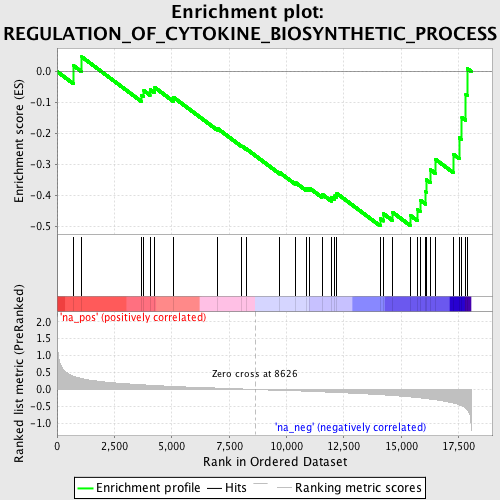 Enrichment plot:
REGULATION_OF_CYTOKINE_BIOSYNTHETIC_PROCESS
Enrichment score (ES)
0.0
-0.1
-0.2
-0.3
-0.4
-0.5
'na_pos' (positively correlated)
Ranked list metric (PreRanked)
2.0
1.5
1.0
0.5
0.0
-0.5
-1.0
Zero cross at 8626
'na_neg' (negatively correlated)
0
2,500
5,000
7,500
10,000
12,500
15,000
17,500
Rank in Ordered Dataset
Enrichment profile
Hits
Ranking metric scores